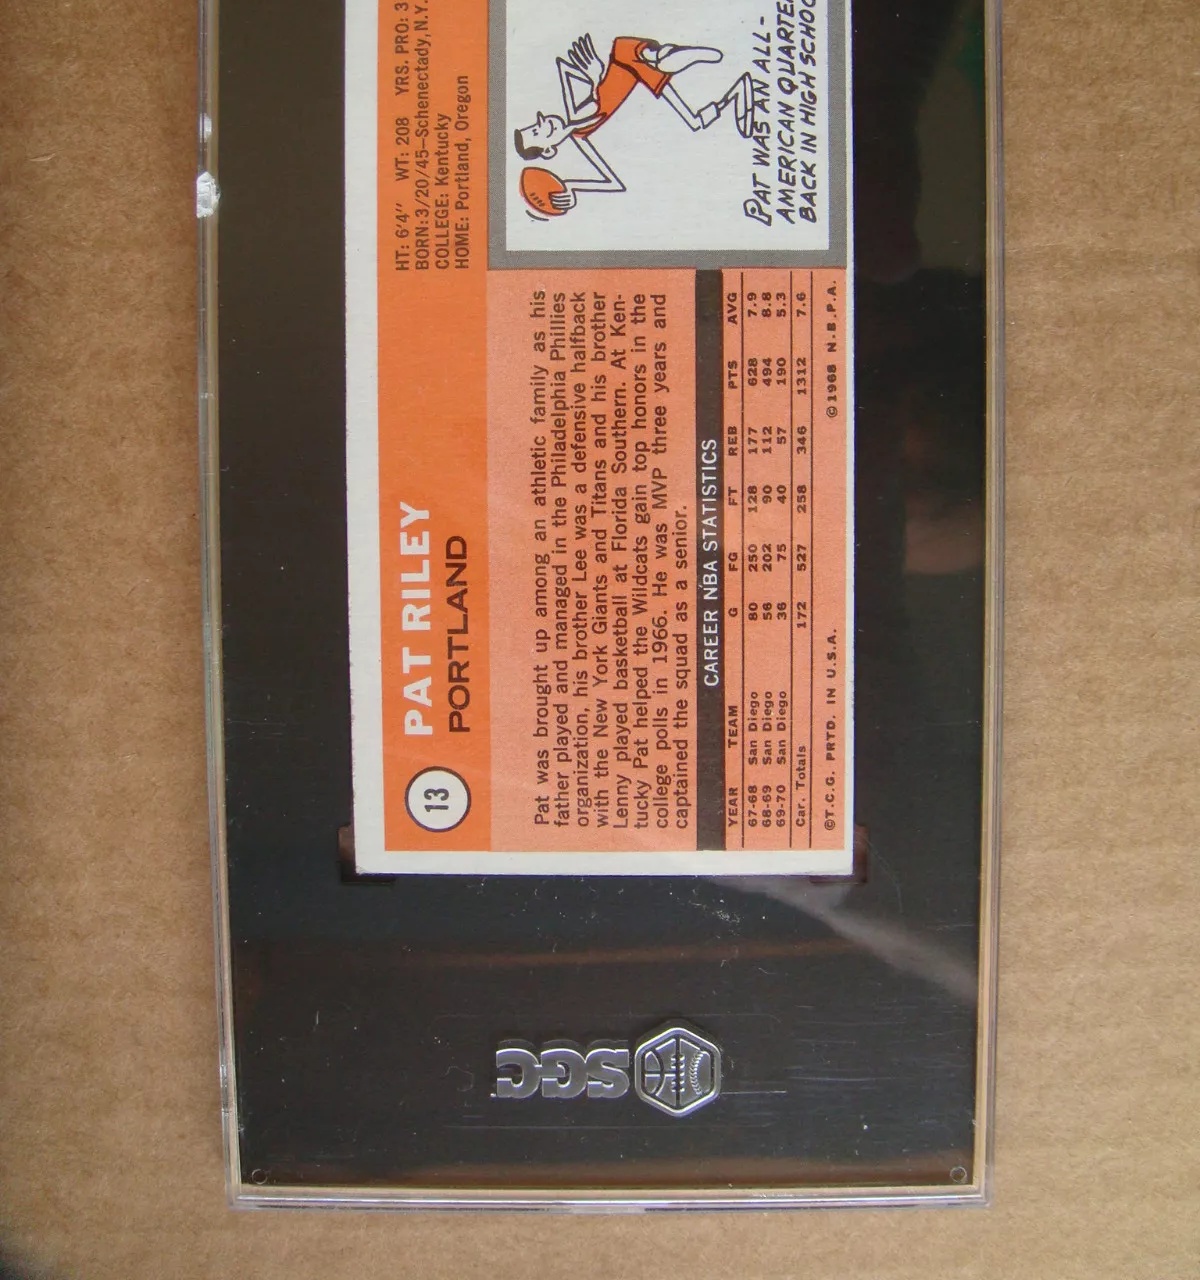 13
PAT RILEY
PORTLAND
HT: 6'4" WT: 208 YRS. PRO: 3
BORN: 3/20/45—Schenectady, N.Y.
COLLEGE: Kentucky
HOME: Portland, Oregon
Pat was brought up among an athletic family as his
father played and managed in the Philadelphia Phillies
organization, his brother Lee was a defensive halfback
with the New York Giants and Titans and his brother
Lenny played basketball at Florida Southern. At Ken-
tucky Pat helped the Wildcats gain top honors in the
college polls in 1966. He was MVP three years and
captained the squad as a senior.
PAT WAS AN ALL-
AMERICAN
BACK IN HIGH
CAREER NBA STATISTICS
YEAR TEAM G FG FT REB PTS AVG
67-68 San Diego 80 250 128 177 628 7.9
68-69 San Diego 56 202 90 112 494 8.8
69-70 San Diego 36 75 40 57 190 5.3
Car. Totals 172 527 258 346 1312 7.6
©T.C.G. PRTD. IN U.S.A. ©1968 N.B.P.A.
SGC